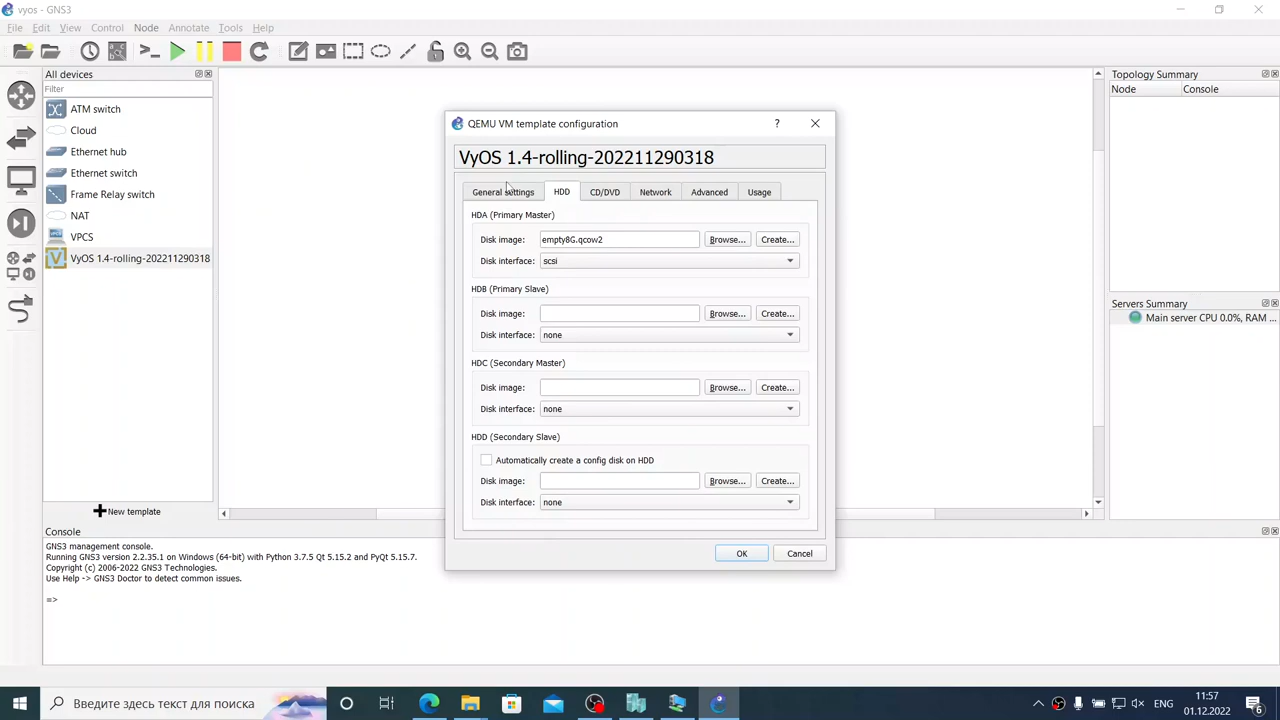 vyos - GNS3
File Edit View Control Node Annotate Tools Help
All devices
Filter
ATM switch
Cloud
Ethernet hub
Ethernet switch
Frame Relay switch
NAT
VPCS
VyOS 1.4-rolling-202211290318
New template
QEMU VM template configuration
?
VyOS 1.4-rolling-202211290318
General settings HDD CD/DVD Network Advanced Usage
HDA (Primary Master)
Disk image: empty8G.qcow2 Browse... Create...
Disk interface: scsi
HDB (Primary Slave)
Disk image: Browse... Create...
Disk interface: none
HDC (Secondary Master)
Disk image: Browse... Create...
Disk interface: none
HDD (Secondary Slave)
Automatically create a config disk on HDD
Disk image: Browse... Create...
Disk interface: none
OK Cancel
Topology Summary
Node Console
Servers Summary
Main server CPU 0.0%, RAM ...
Console
GNS3 management console.
Running GNS3 version 2.2.35.1 on Windows (64-bit) with Python 3.7.5 Qt 5.15.2 and PyQt 5.15.7.
Copyright (c) 2006-2022 GNS3 Technologies.
Use Help -> GNS3 Doctor to detect common issues.
=>
Введите здесь текст для поиска
ENG
11:57
01.12.2022
6